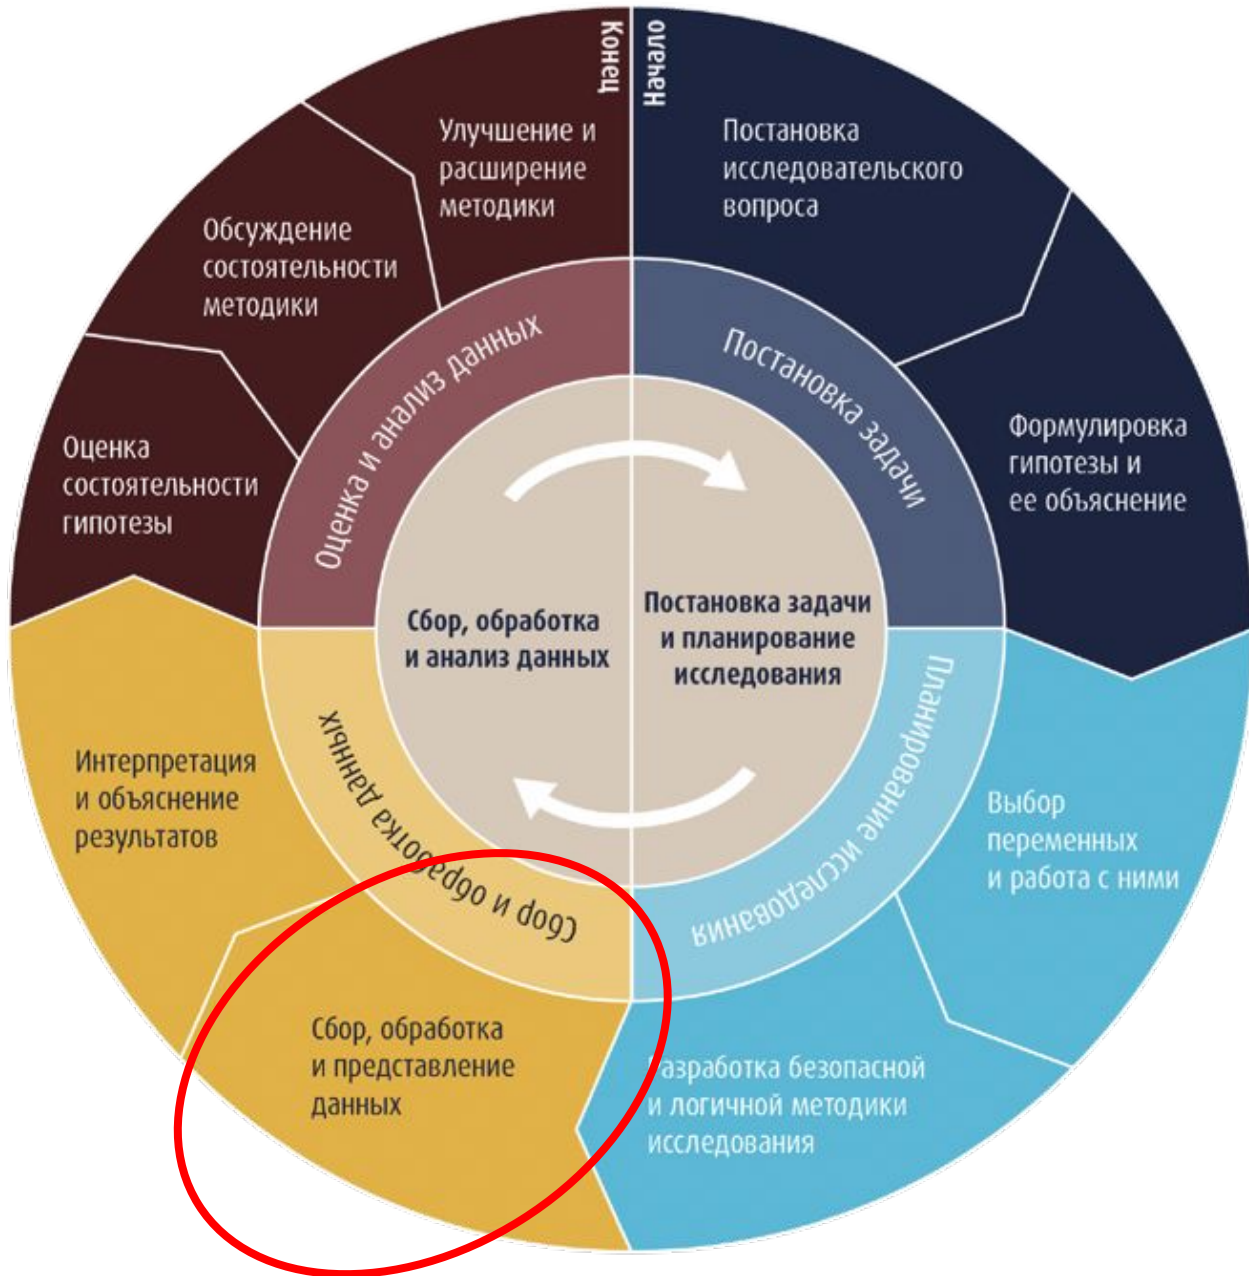 Конец
Начало
Постановка
исследовательского
вопроса
Формулировка
гипотезы и
ее объяснение
Выбор
переменных
и работа с ними
Разработка безопасной
и логичной методики
исследования
Сбор, обработка
и представление
данных
Интерпретация
и объяснение
результатов
Оценка
состоятельности
гипотезы
Обсуждение
состоятельности
методики
Улучшение и
расширение
методики
Постановка задачи
Планирование исследования
Сбор и обработка данных
Оценка и анализ данных
Постановка задачи
и планирование
исследования
Сбор, обработка
и анализ данных